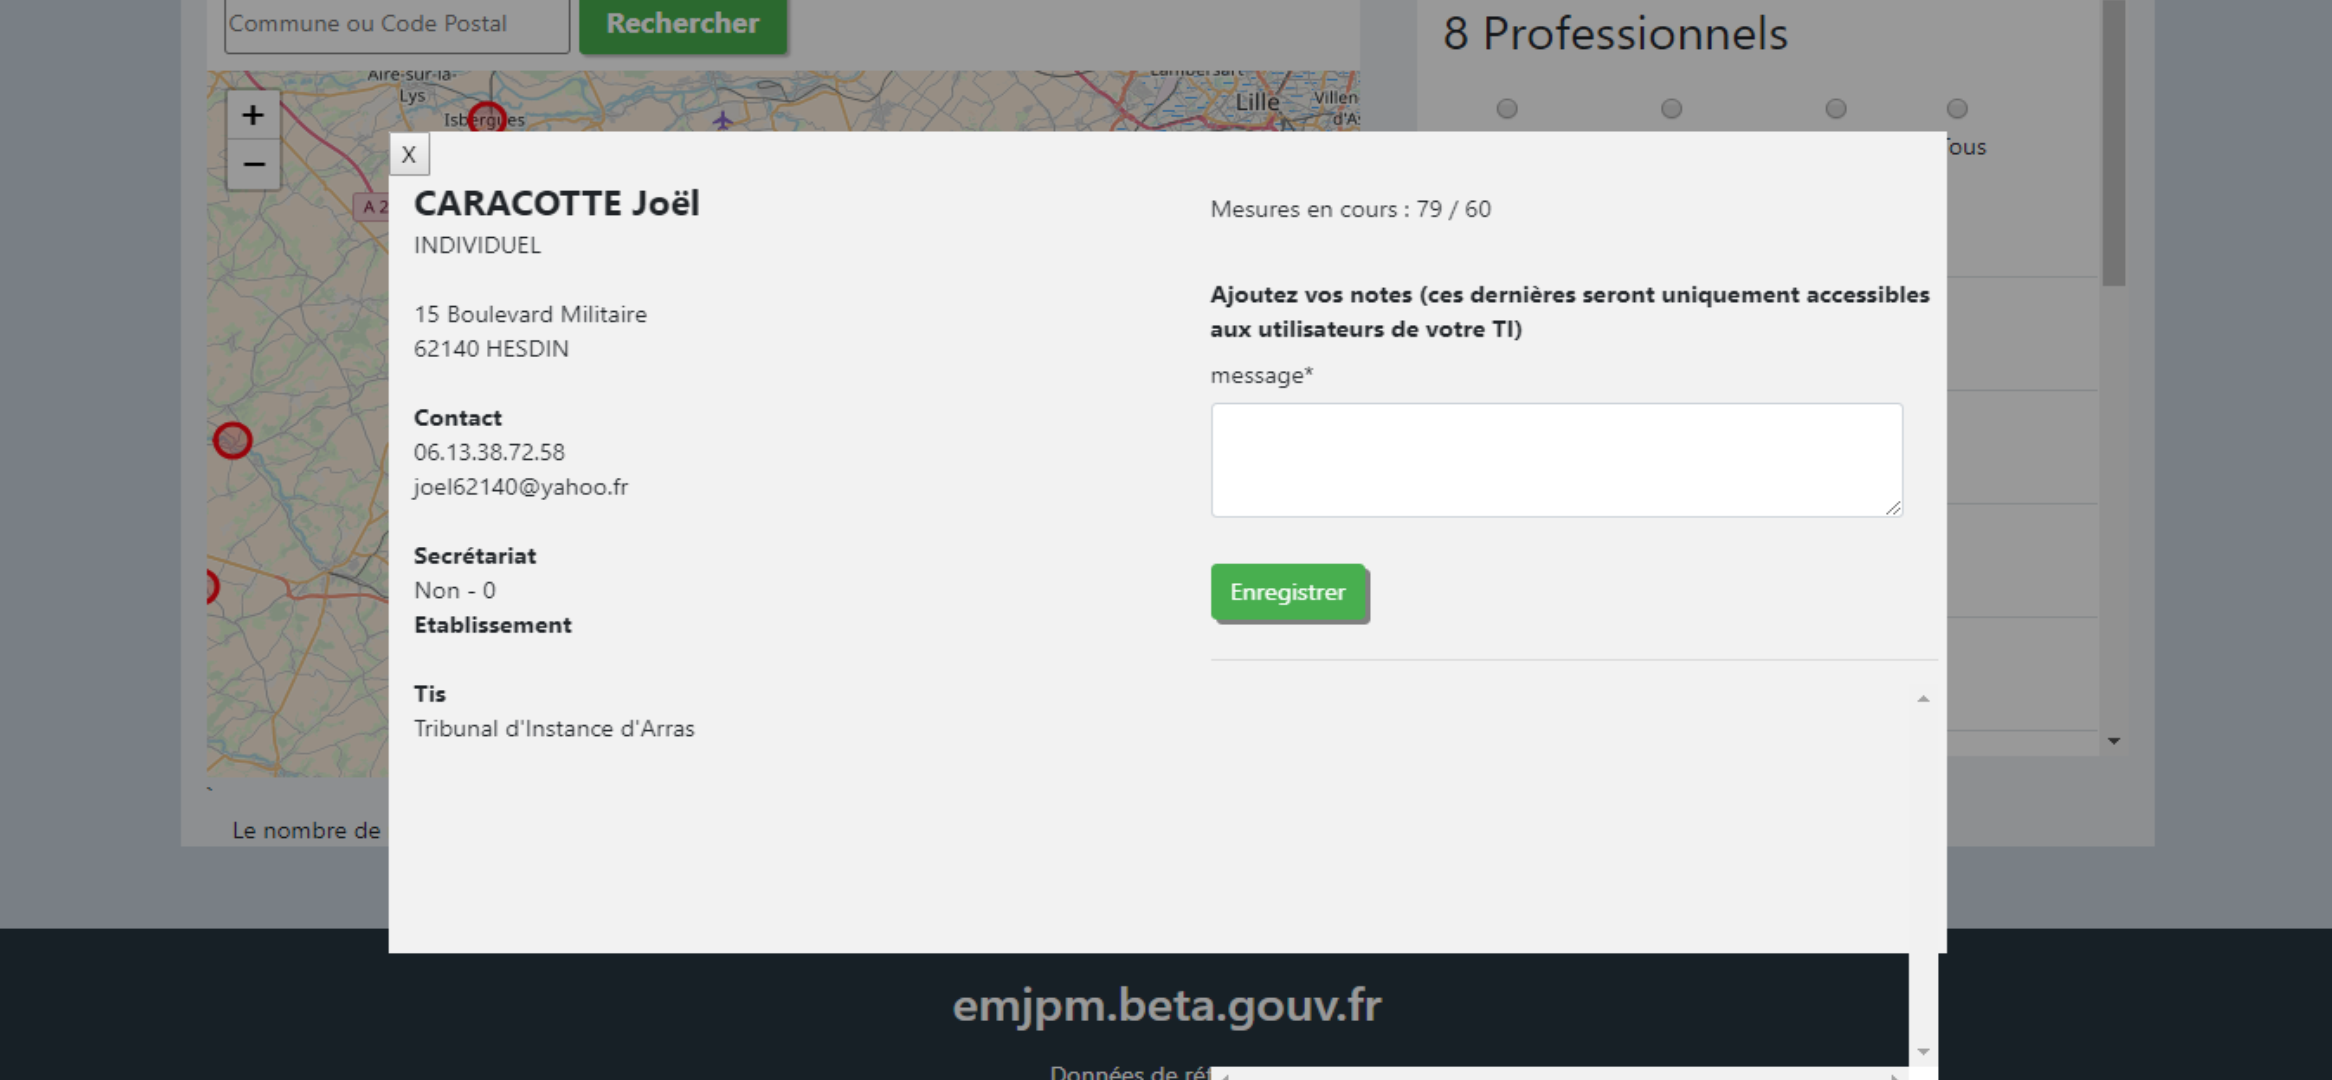 Commune ou Code Postal
Rechercher
8 Professionnels
Aire-sur-la-
Lys
Isbergues
Lille
Villen
d'A
+
−
A 2
Tous
X
CARACOTTE Joël
INDIVIDUEL
15 Boulevard Militaire
62140 HESDIN
Contact
06.13.38.72.58
joel62140@yahoo.fr
Secrétariat
Non - 0
Etablissement
Tis
Tribunal d'Instance d'Arras
Mesures en cours : 79 / 60
Ajoutez vos notes (ces dernières seront uniquement accessibles
aux utilisateurs de votre TI)
message*
Enregistrer
Le nombre de
emjpm.beta.gouv.fr
Données de réf